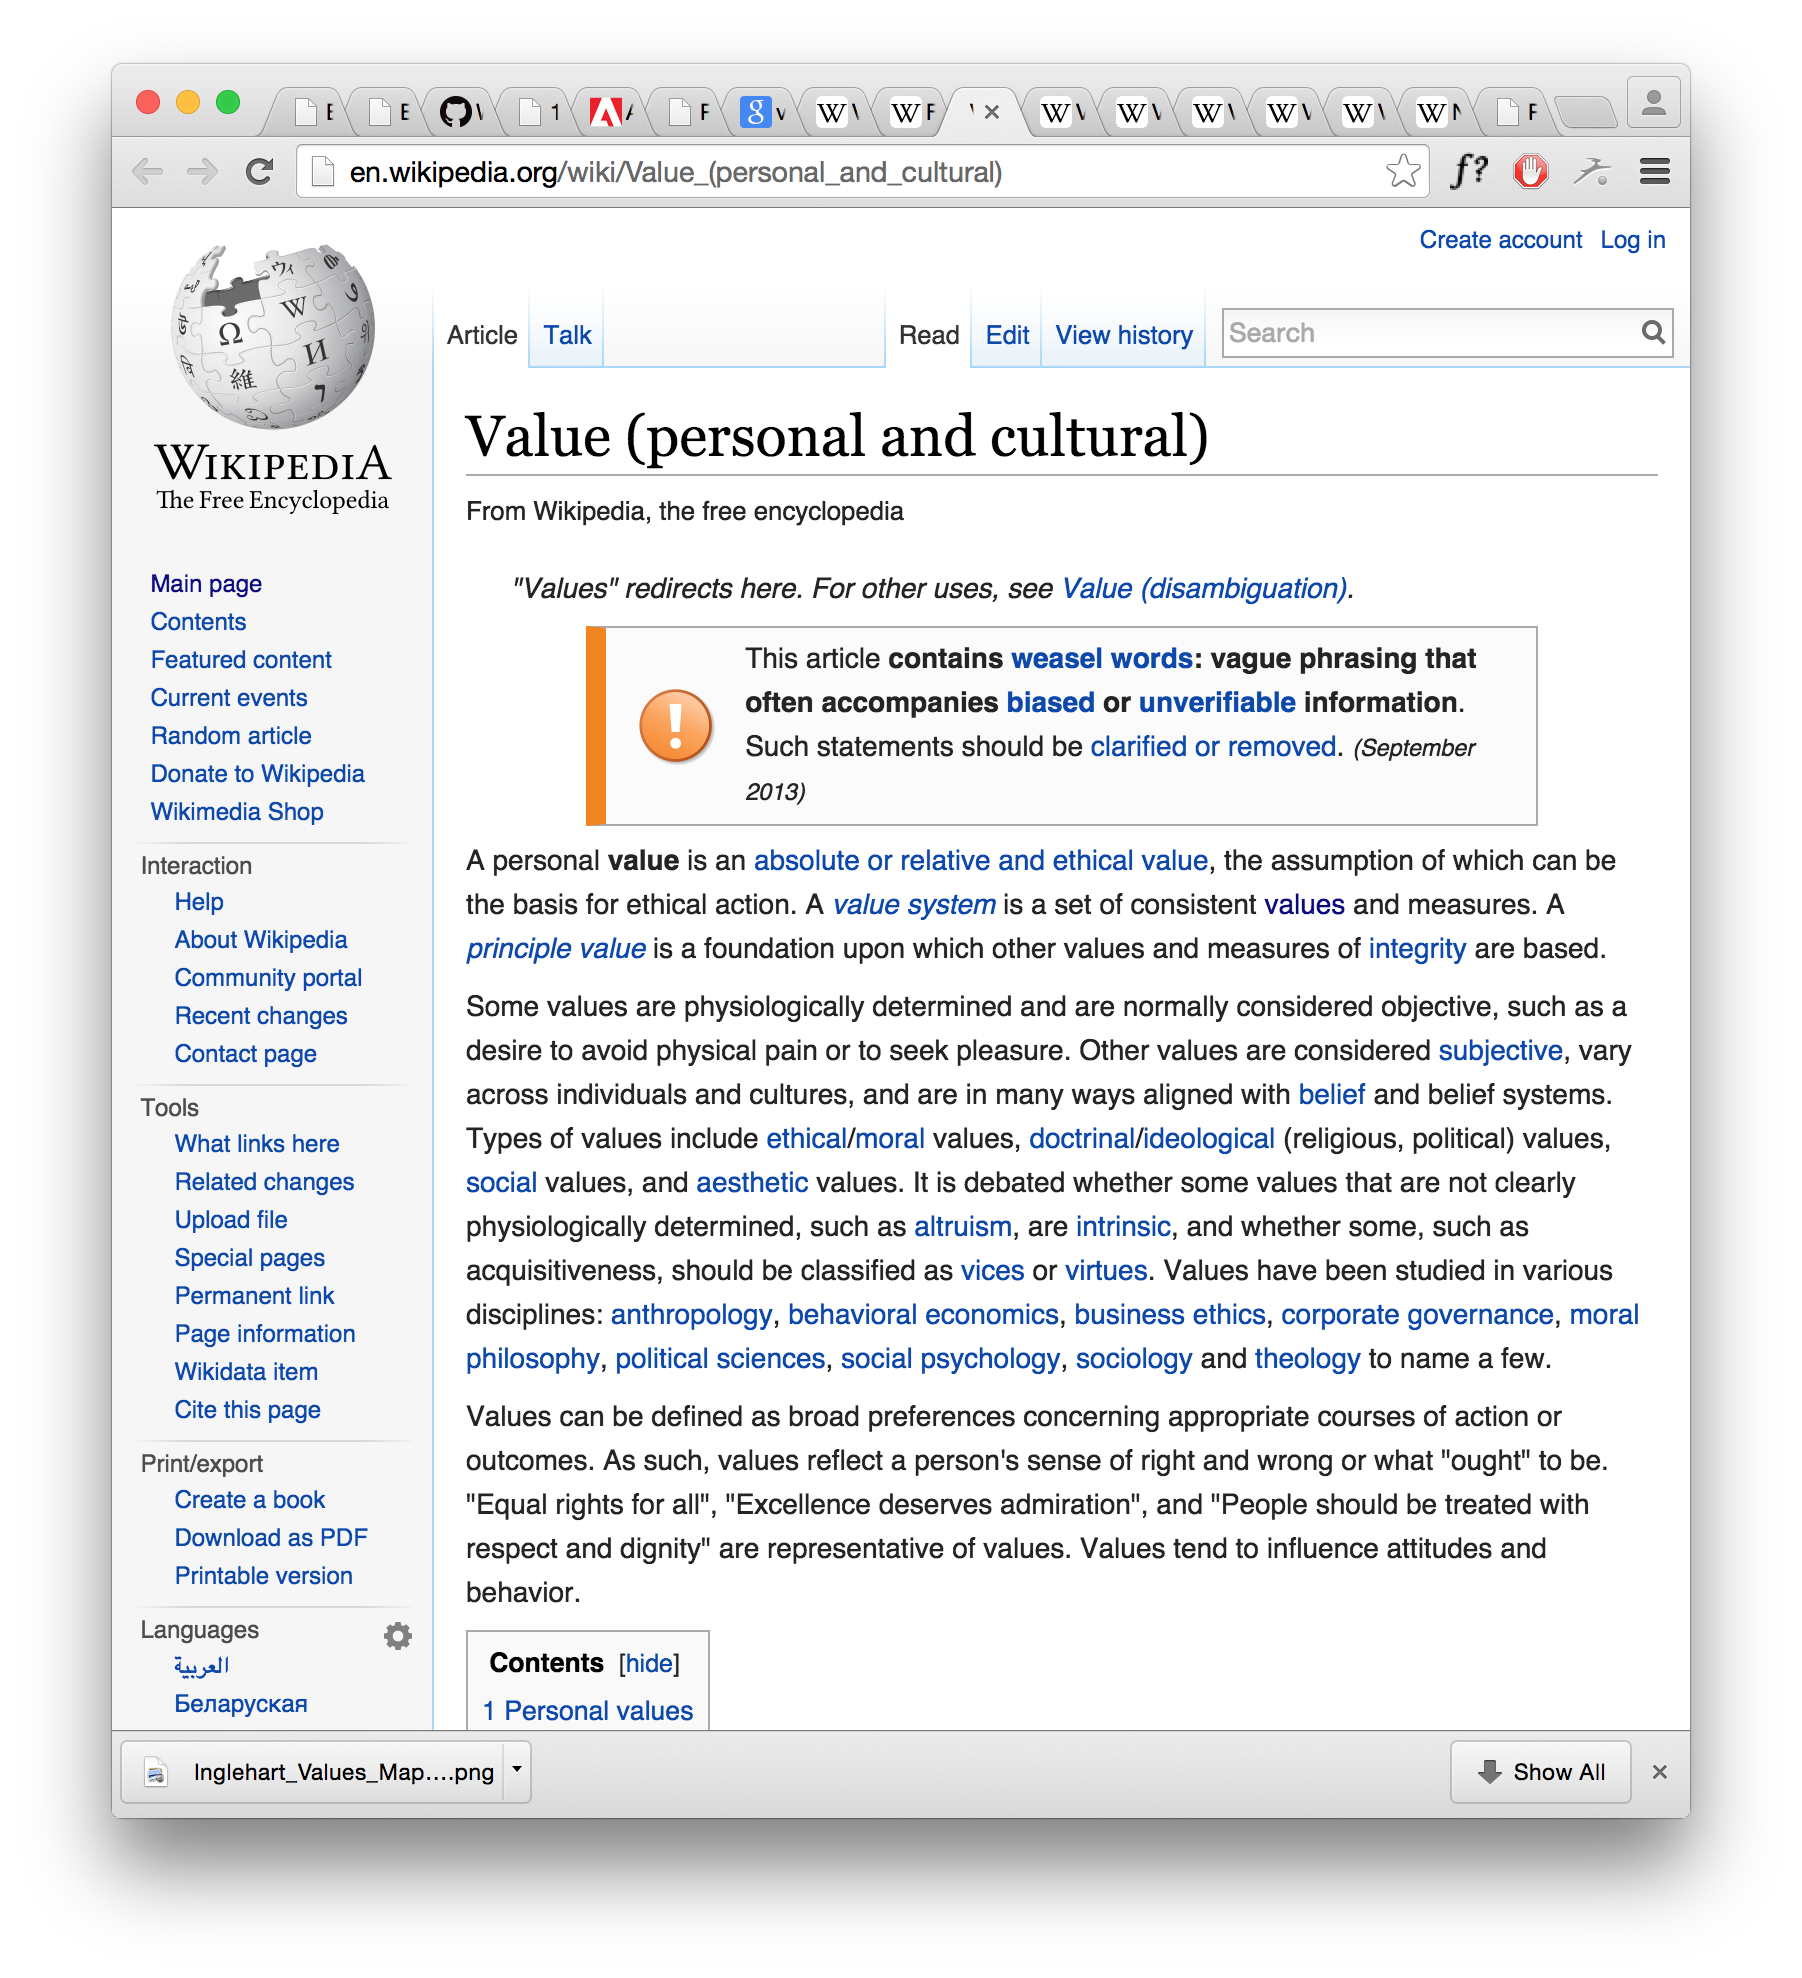 en.wikipedia.org/wiki/Value_(personal_and_cultural)
f?
Create account Log in
Article Talk Read Edit View history Search
WIKIPEDIA
The Free Encyclopedia
Main page
Contents
Featured content
Current events
Random article
Donate to Wikipedia
Wikimedia Shop
Interaction
Help
About Wikipedia
Community portal
Recent changes
Contact page
Tools
What links here
Related changes
Upload file
Special pages
Permanent link
Page information
Wikidata item
Cite this page
Print/export
Create a book
Download as PDF
Printable version
Languages
العربية
Беларуская
Value (personal and cultural)
From Wikipedia, the free encyclopedia
"Values" redirects here. For other uses, see Value (disambiguation).
This article contains weasel words: vague phrasing that
often accompanies biased or unverifiable information.
Such statements should be clarified or removed. (September
2013)
A personal value is an absolute or relative and ethical value, the assumption of which can be
the basis for ethical action. A value system is a set of consistent values and measures. A
principle value is a foundation upon which other values and measures of integrity are based.
Some values are physiologically determined and are normally considered objective, such as a
desire to avoid physical pain or to seek pleasure. Other values are considered subjective, vary
across individuals and cultures, and are in many ways aligned with belief and belief systems.
Types of values include ethical/moral values, doctrinal/ideological (religious, political) values,
social values, and aesthetic values. It is debated whether some values that are not clearly
physiologically determined, such as altruism, are intrinsic, and whether some, such as
acquisitiveness, should be classified as vices or virtues. Values have been studied in various
disciplines: anthropology, behavioral economics, business ethics, corporate governance, moral
philosophy, political sciences, social psychology, sociology and theology to name a few.
Values can be defined as broad preferences concerning appropriate courses of action or
outcomes. As such, values reflect a person's sense of right and wrong or what "ought" to be.
"Equal rights for all", "Excellence deserves admiration", and "People should be treated with
respect and dignity" are representative of values. Values tend to influence attitudes and
behavior.
Contents [hide]
1 Personal values
Inglehart_Values_Map....png
Show All